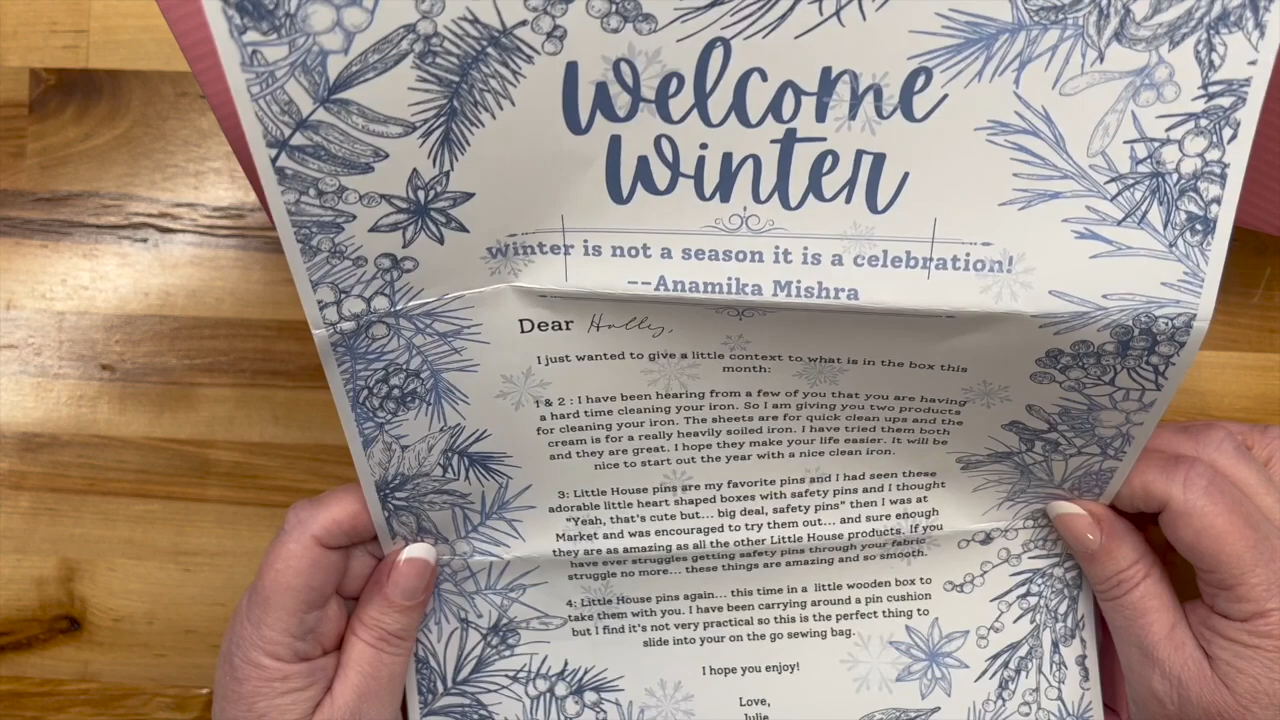 Welcome
Winter
Winter is not a season it is a celebration!
--Anamika Mishra
Dear Holly,
I just wanted to give a little context to what is in the box this
month:
1 & 2 : I have been hearing from a few of you that you are having
a hard time cleaning your iron. So I am giving you two products
for cleaning your iron. The sheets are for quick clean ups and the
cream is for a really heavily soiled iron. I have tried them both
and they are great. I hope they make your life easier. It will be
nice to start out the year with a nice clean iron.
3: Little House pins are my favorite pins and I had seen these
adorable little heart shaped boxes with safety pins and I thought
"Yeah, that's cute but... big deal, safety pins" then I was at
Market and was encouraged to try them out... and sure enough
they are as amazing as all the other Little House products. If you
have ever struggles getting safety pins through your fabric
struggle no more... these things are amazing and so smooth.
4: Little House pins again... this time in a little wooden box to
take them with you. I have been carrying around a pin cushion
but I find it's not very practical so this is the perfect thing to
slide into your on the go sewing bag.
I hope you enjoy!
Love,
Julie